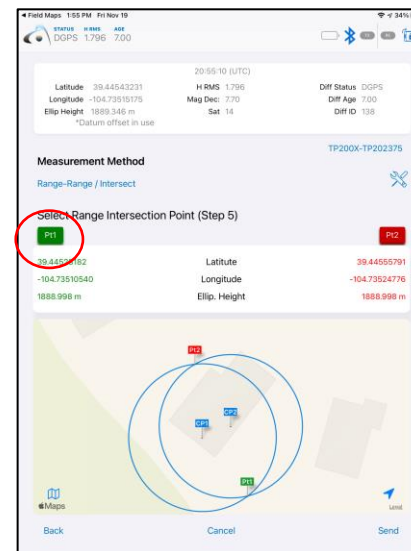 Field Maps 1:55 PM Fri Nov 19 34%
STATUS H RMS AGE
DGPS 1.796 7.00
20:55:10 (UTC)
Latitude 39.44543231 H RMS 1.796 Diff Status DGPS
Longitude -104.73515175 Mag Dec: 7.70 Diff Age 7.00
Ellip Height 1889.346 m Sat 14 Diff ID 138
*Datum offset in use
TP200X-TP202375
Measurement Method
Range-Range / Intersect
Select Range Intersection Point (Step 5)
Pt1 Pt2
Latitute 39.44555791
-104.73510540 Longitude -104.73524776
1888.998 m Ellip. Height 1888.998 m
Pt2
CP2
CP1
Pt1
Maps Legal
Back Cancel Send